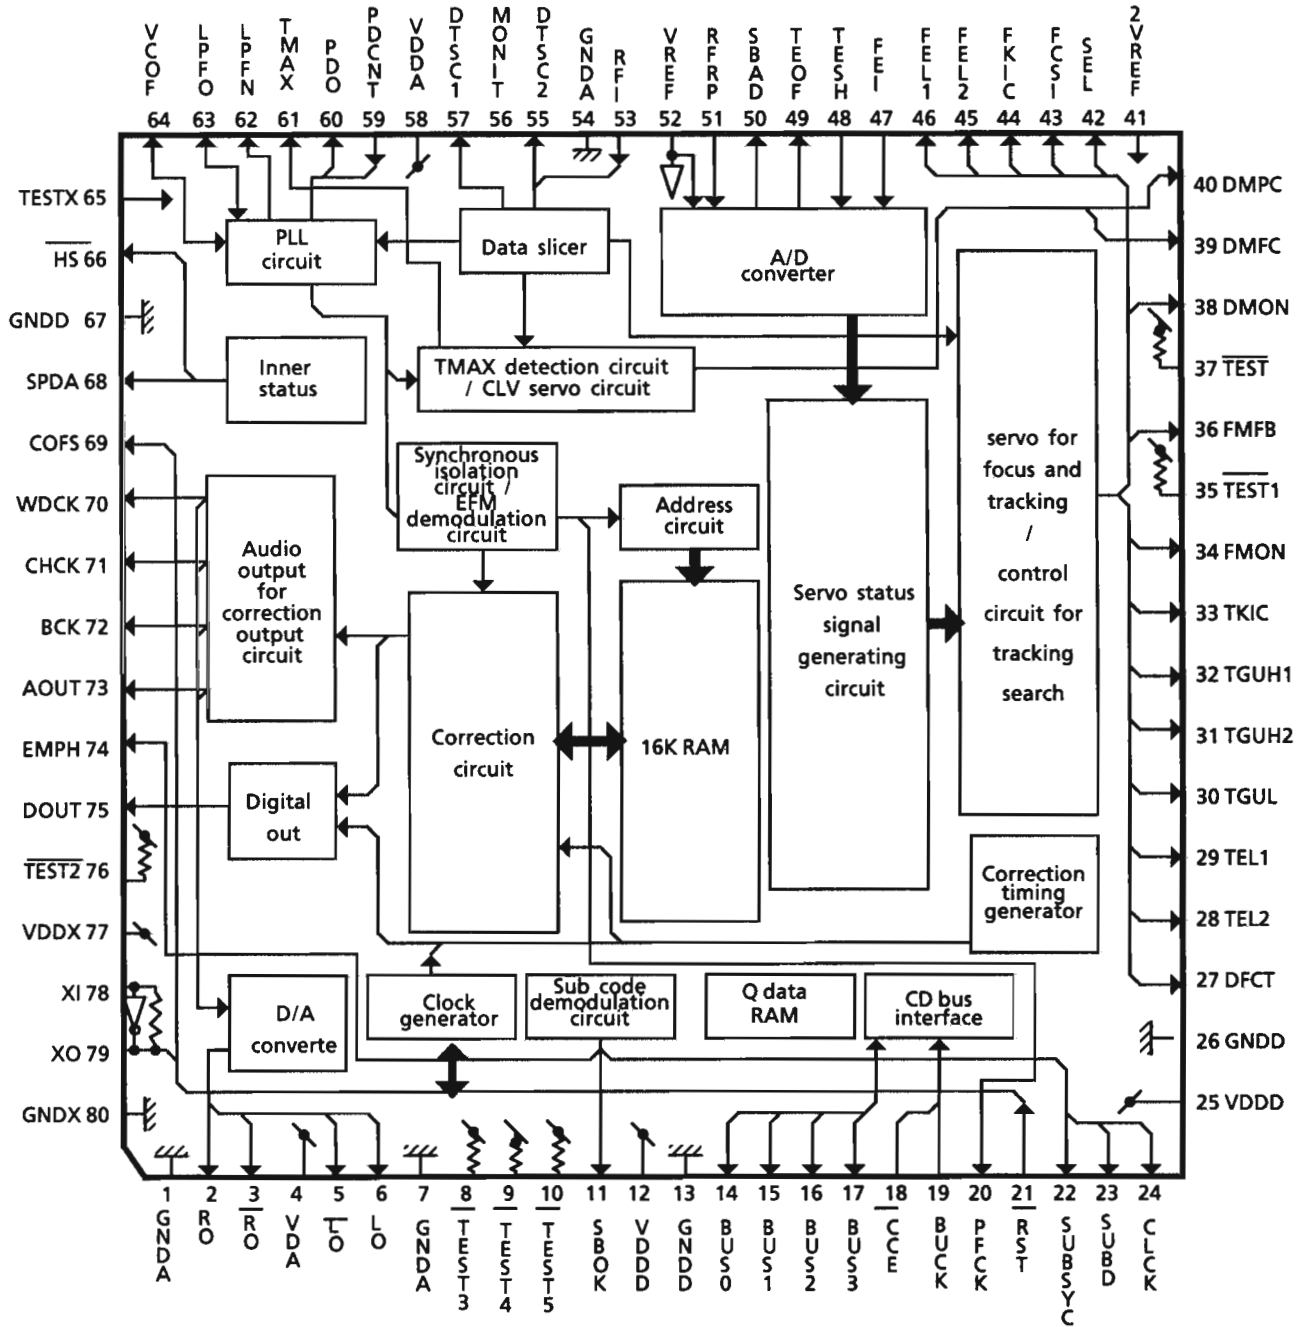 VCOF
LPFO
LPFN
TMAX
PDO
PDCNT
VDDA
DTSC1
MONIT
DTSC2
GNDA
RFI
VREF
RFRP
SBAD
TEOF
TESH
FEI
FEL1
FEL2
FKIC
FCSI
SEL
2VREF
64 63 62 61 60 59 58 57 56 55 54 53 52 51 50 49 48 47 46 45 44 43 42 41
TESTX 65
HS 66
GNDD 67
SPDA 68
COFS 69
WDCK 70
CHCK 71
BCK 72
AOUT 73
EMPH 74
DOUT 75
TEST2 76
VDDX 77
XI 78
XO 79
GNDX 80
PLL
circuit
Data slicer
A/D
converter
Inner
status
TMAX detection circuit
/ CLV servo circuit
Synchronous
isolation
circuit /
EFM
demodulation
circuit
Address
circuit
Audio
output
for
correction
output
circuit
Servo status
signal
generating
circuit
servo for
focus and
tracking
/
control
circuit for
tracking
search
Correction
circuit
16K RAM
Digital
out
Correction
timing
generator
D/A
converte
Clock
generator
Sub code
demodulation
circuit
Q data
RAM
CD bus
interface
40 DMPC
39 DMFC
38 DMON
37 TEST
36 FMFB
35 TEST1
34 FMON
33 TKIC
32 TGUH1
31 TGUH2
30 TGUL
29 TEL1
28 TEL2
27 DFCT
26 GNDD
25 VDDD
1 2 3 4 5 6 7 8 9 10 11 12 13 14 15 16 17 18 19 20 21 22 23 24
GNDA
RO
RO
VDA
LO
LO
GNDA
TEST3
TEST4
TEST5
SBOK
VDDD
GNDD
BUS0
BUS1
BUS2
BUS3
CCE
BUCK
PFCK
RST
SUBSYC
SUBD
CLCK